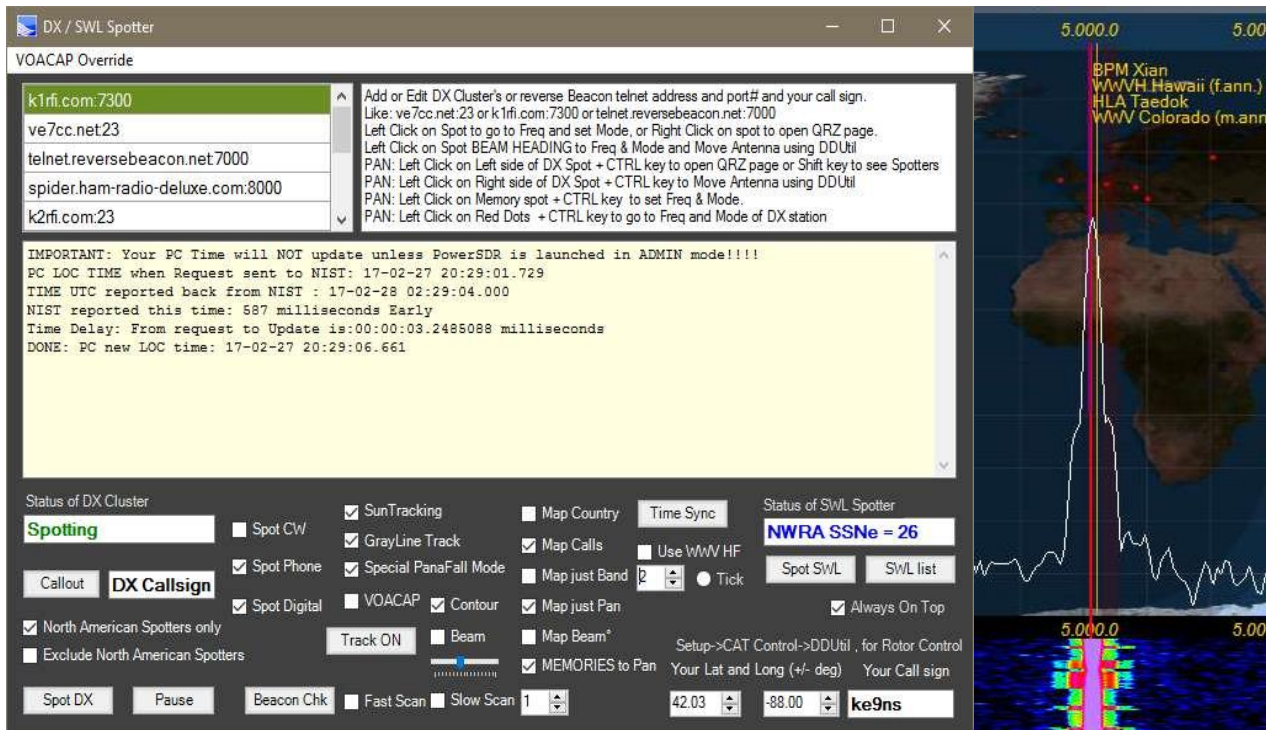 DX / SWL Spotter
VOACAP Override
k1rfi.com:7300
ve7cc.net:23
telnet.reversebeacon.net:7000
spider.ham-radio-deluxe.com:8000
k2rfi.com:23
Add or Edit DX Cluster's or reverse Beacon telnet address and port# and your call sign.
Like: ve7cc.net:23 or k1rfi.com:7300 or telnet.reversebeacon.net:7000
Left Click on Spot to go to Freq and set Mode, or Right Click on spot to open QRZ page.
Left Click on Spot BEAM HEADING to Freq & Mode and Move Antenna using DDUtil
PAN: Left Click on Left side of DX Spot + CTRL key to open QRZ page or Shift key to see Spotters
PAN: Left Click on Right side of DX Spot + CTRL key to Move Antenna using DDUtil
PAN: Left Click on Memory spot + CTRL key to set Freq & Mode.
PAN: Left Click on Red Dots + CTRL key to go to Freq and Mode of DX station
IMPORTANT: Your PC Time will NOT update unless PowerSDR is launched in ADMIN mode!!!!
PC LOC TIME when Request sent to NIST: 17-02-27 20:29:01.729
TIME UTC reported back from NIST : 17-02-28 02:29:04.000
NIST reported this time: 587 milliseconds Early
Time Delay: From request to Update is:00:00:03.2485088 milliseconds
DONE: PC new LOC time: 17-02-27 20:29:06.661
Status of DX Cluster
Spotting
Callout DX Callsign
North American Spotters only
Exclude North American Spotters
Spot DX Pause Beacon Chk
Spot CW
Spot Phone
Spot Digital
SunTracking
GrayLine Track
Special PanaFall Mode
VOACAP Contour
Track ON Beam
Fast Scan Slow Scan 1
Map Country
Map Calls
Map just Band
Map just Pan
Map Beam°
MEMORIES to Pan
Time Sync
Use WWV HF
2 Tick
Status of SWL Spotter
NWRA SSNe = 26
Spot SWL SWL list
Always On Top
Setup->CAT Control->DDUtil , for Rotor Control
Your Lat and Long (+/- deg) Your Call sign
42.03 -88.00 ke9ns
5.000.0 5.00
BPM Xian
WWVH Hawaii (f.ann.)
HLA Taedok
WWV Colorado (m.ann
5.000.0 5.00